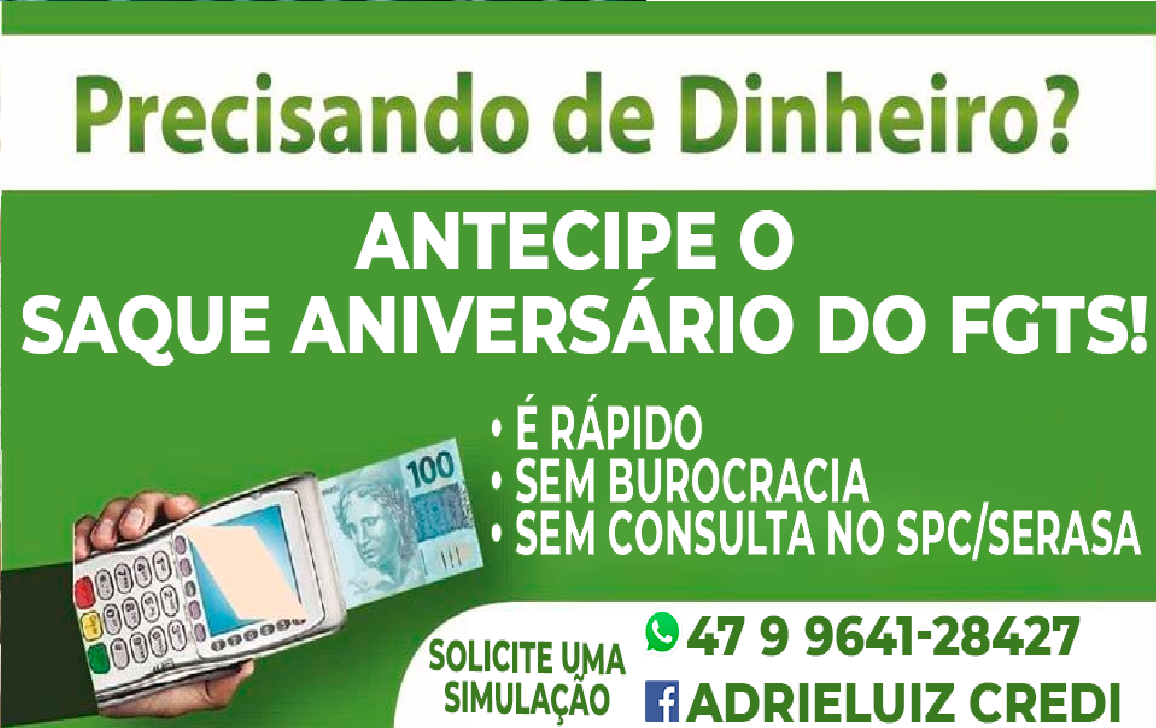 Precisando de Dinheiro?
ANTECIPE O
SAQUE ANIVERSÁRIO DO FGTS!
• É RÁPIDO
• SEM BUROCRACIA
• SEM CONSULTA NO SPC/SERASA
100
SOLICITE UMA
SIMULAÇÃO
47 9 9641-28427
ADRIELUIZ CREDI